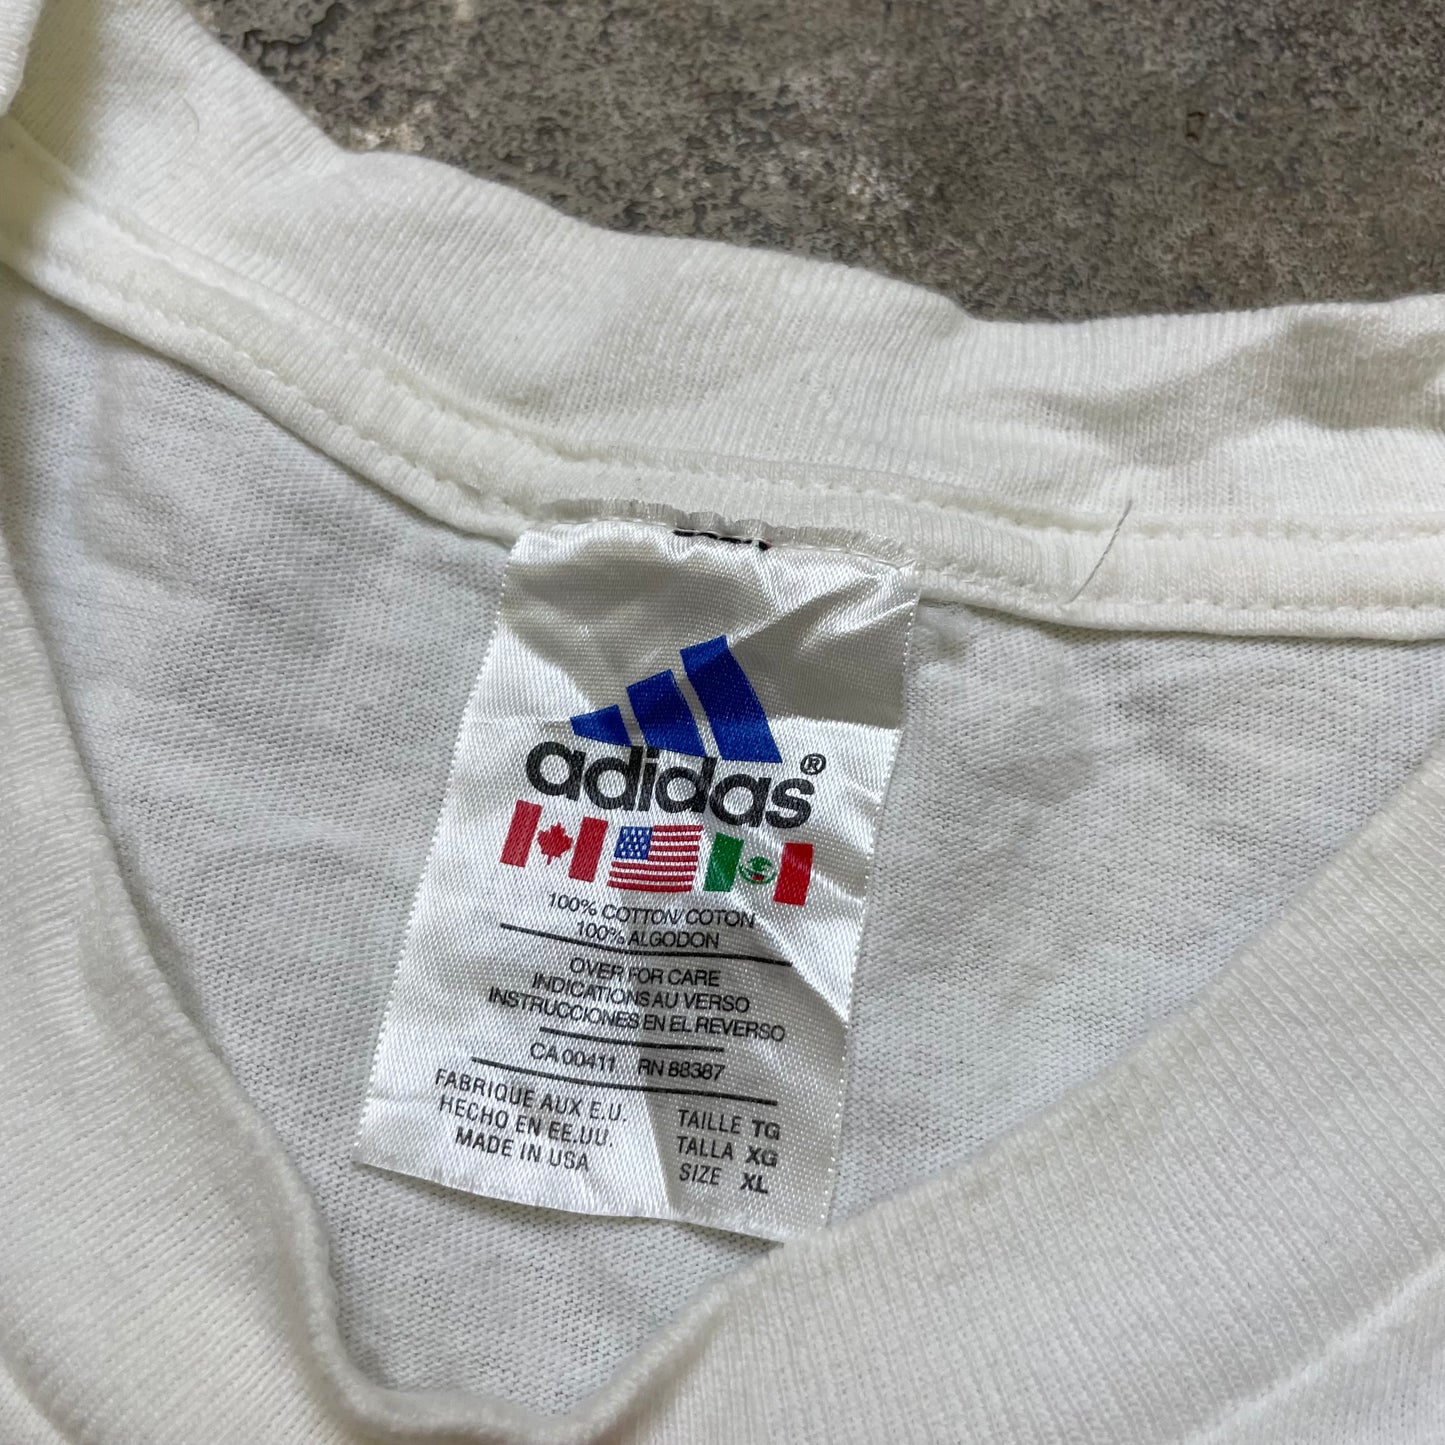 adidas®
100% COTTON/COTON
100% ALGODON
OVER FOR CARE
INDICATIONS AU VERSO
INSTRUCCIONES EN EL REVERSO
CA 00411 RN 88387
FABRIQUE AUX E.U.
HECHO EN EE.UU.
MADE IN USA
TAILLE TG
TALLA XG
SIZE XL